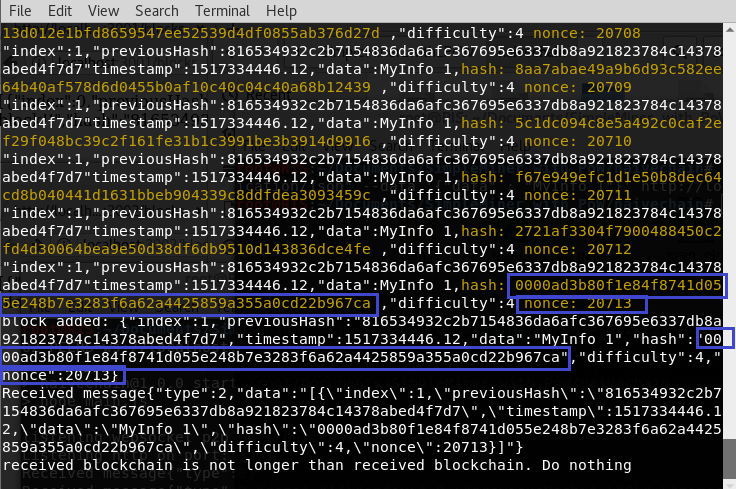 File Edit View Search Terminal Help
13d012e1bfd8659547ee52539d4df0855ab376d27d ,"difficulty":4 nonce: 20708
"index":1,"previousHash":816534932c2b7154836da6afc367695e6337db8a921823784c14378
abed4f7d7"timestamp":1517334446.12,"data":MyInfo 1,hash: 8aa7abae49a9b6d93c582ee
d4b40af53f3d6d0455b0af10c40c04cd0a68b12439 ,"difficulty":4 nonce: 20709
"index":1,"previousHash":816534932c2b7154836da6afc367695e6337db8a921823784c14378
abed4f7d7"timestamp":1517334446.12,"data":MyInfo 1,hash: 5c1dc094c8e5a492c0caf2e
f29f048bc39c2f161fe31b1c3991be3b3914d9916 ,"difficulty":4 nonce: 20710
"index":1,"previousHash":816534932c2b7154836da6afc367695e6337db8a921823784c14378
abed4f7d7"timestamp":1517334446.12,"data":MyInfo 1,hash: f67e949efc1d1e50b8dec64
cd8b040441d1631bbeb904339c8ddfdea3093459c ,"difficulty":4 nonce: 20711
"index":1,"previousHash":816534932c2b7154836da6afc367695e6337db8a921823784c14378
abed4f7d7"timestamp":1517334446.12,"data":MyInfo 1,hash: 2721af3304f7900488450c2
fd4d30064bea9e50d38df6db9510d143836dce4fe ,"difficulty":4 nonce: 20712
"index":1,"previousHash":816534932c2b7154836da6afc367695e6337db8a921823784c14378
abed4f7d7"timestamp":1517334446.12,"data":MyInfo 1,hash: 0000ad3b80f1e84f8741d05
5e248b7e3283f6a62a4425859a355a0cd22b967ca ,"difficulty":4 nonce: 20713
block added: {"index":1,"previousHash":"816534932c2b7154836da6afc367695e6337db8a
921823784c14378abed4f7d7","timestamp":1517334446.12,"data":"MyInfo 1","hash":"00
00ad3b80f1e84f8741d055e248b7e3283f6a62a4425859a355a0cd22b967ca","difficulty":4,"
nonce":20713}
Received message{"type":2,"data":"[{\"index\":1,\"previousHash\":\"816534932c2b7
154836da6afc367695e6337db8a921823784c14378abed4f7d7\",\"timestamp\":1517334446.1
2,\"data\":\"MyInfo 1\",\"hash\":\"0000ad3b80f1e84f8741d055e248b7e3283f6a62a4425
859a355a0cd22b967ca\",\"difficulty\":4,\"nonce\":20713}]"}
received blockchain is not longer than received blockchain. Do nothing